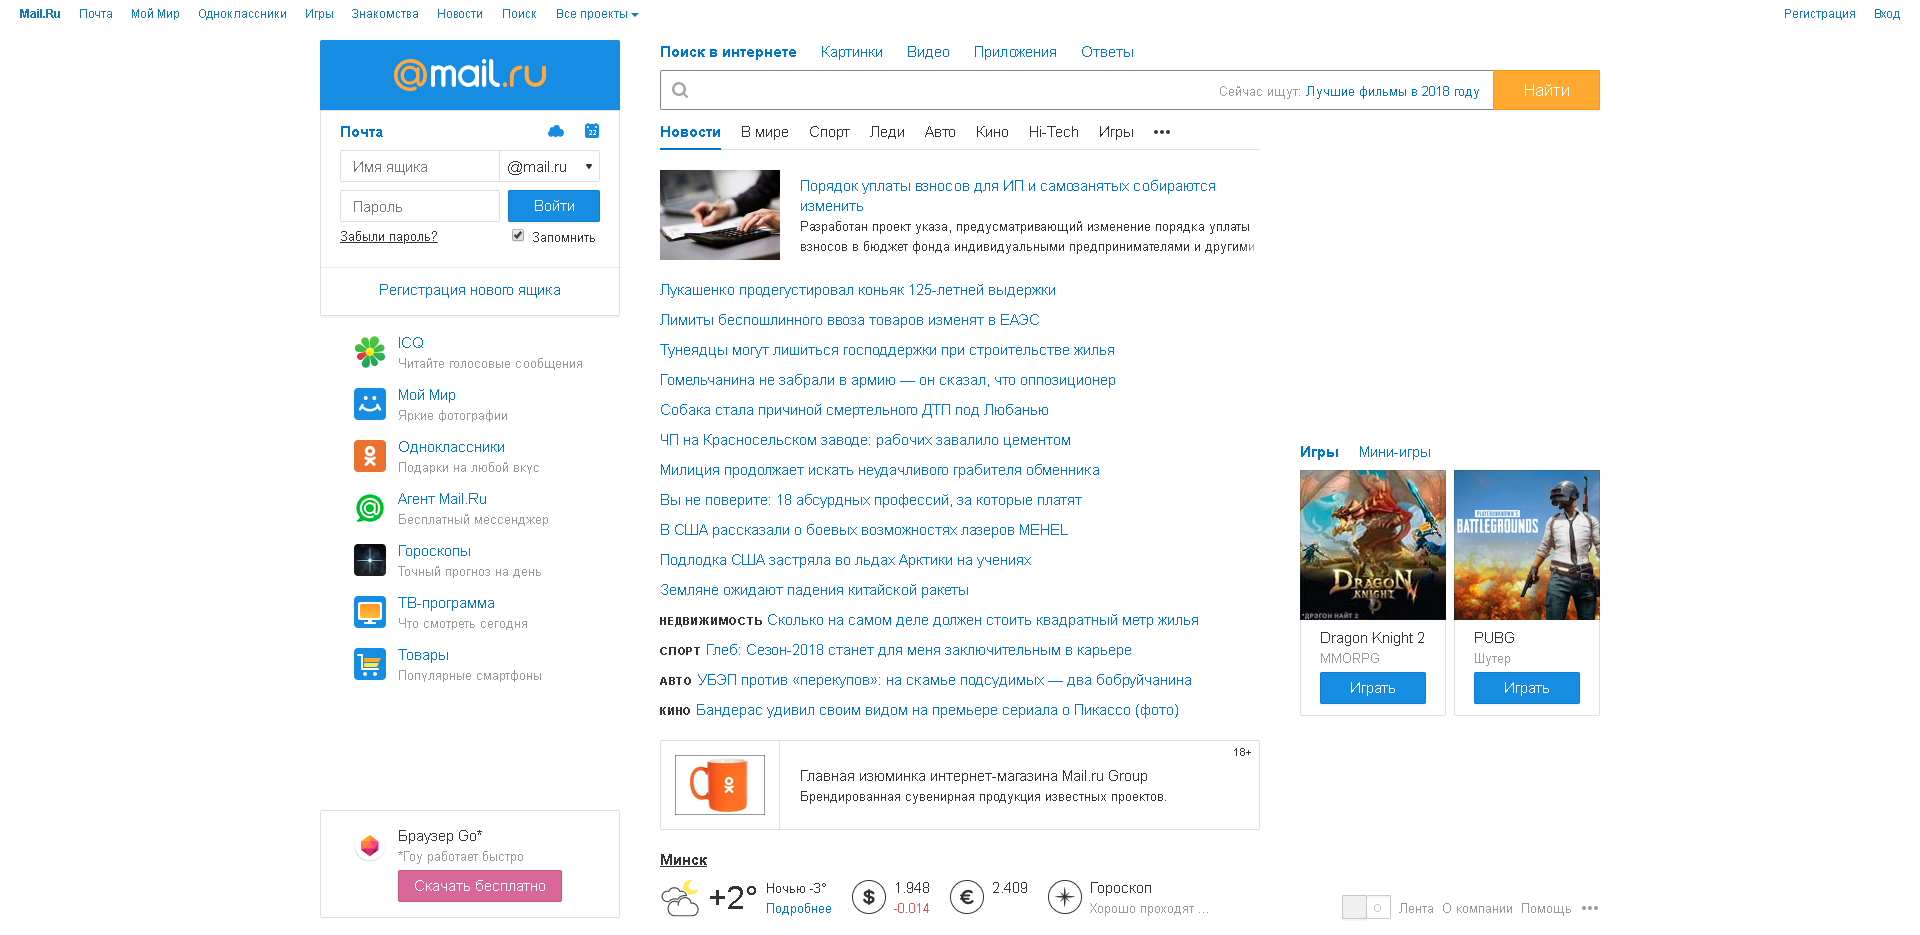 Mail.Ru Почта Мой Мир Одноклассники Игры Знакомства Новости Поиск Все проекты Регистрация Вход
@mail.ru
Почта 22
Имя ящика @mail.ru
Пароль Войти
Забыли пароль? Запомнить
Регистрация нового ящика
ICQ
Читайте голосовые сообщения
Мой Мир
Яркие фотографии
Одноклассники
Подарки на любой вкус
Агент Mail.Ru
Бесплатный мессенджер
Гороскопы
Точный прогноз на день
ТВ-программа
Что смотреть сегодня
Товары
Популярные смартфоны
Браузер Go*
*Гоу работает быстро
Скачать бесплатно
Поиск в интернете Картинки Видео Приложения Ответы
Сейчас ищут: Лучшие фильмы в 2018 году Найти
Новости В мире Спорт Леди Авто Кино Hi-Tech Игры •••
Порядок уплаты взносов для ИП и самозанятых собираются
изменить
Разработан проект указа, предусматривающий изменение порядка уплаты
взносов в бюджет фонда индивидуальными предпринимателями и другими
Лукашенко продегустировал коньяк 125-летней выдержки
Лимиты беспошлинного ввоза товаров изменят в ЕАЭС
Тунеядцы могут лишиться господдержки при строительстве жилья
Гомельчанина не забрали в армию — он сказал, что оппозиционер
Собака стала причиной смертельного ДТП под Любанью
ЧП на Красносельском заводе: рабочих завалило цементом
Милиция продолжает искать неудачливого грабителя обменника
Вы не поверите: 18 абсурдных профессий, за которые платят
В США рассказали о боевых возможностях лазеров MEHEL
Подлодка США застряла во льдах Арктики на учениях
Земляне ожидают падения китайской ракеты
НЕДВИЖИМОСТЬ Сколько на самом деле должен стоить квадратный метр жилья
СПОРТ Глеб: Сезон-2018 станет для меня заключительным в карьере
АВТО УБЭП против «перекупов»: на скамье подсудимых — два бобруйчанина
КИНО Бандерас удивил своим видом на премьере сериала о Пикассо (фото)
18+
Главная изюминка интернет-магазина Mail.ru Group
Брендированная сувенирная продукция известных проектов.
Минск
+2° Ночью -3° $ 1.948 € 2.409 Гороскоп
Подробнее -0.014 Хорошо проходят ...
Игры Мини-игры
DRAGON
KNIGHT
*ДРЭГОН НАЙТ 2
PLAYERUNKNOWN'S
BATTLEGROUNDS
Dragon Knight 2 PUBG
MMORPG Шутер
Играть Играть
Лента О компании Помощь •••